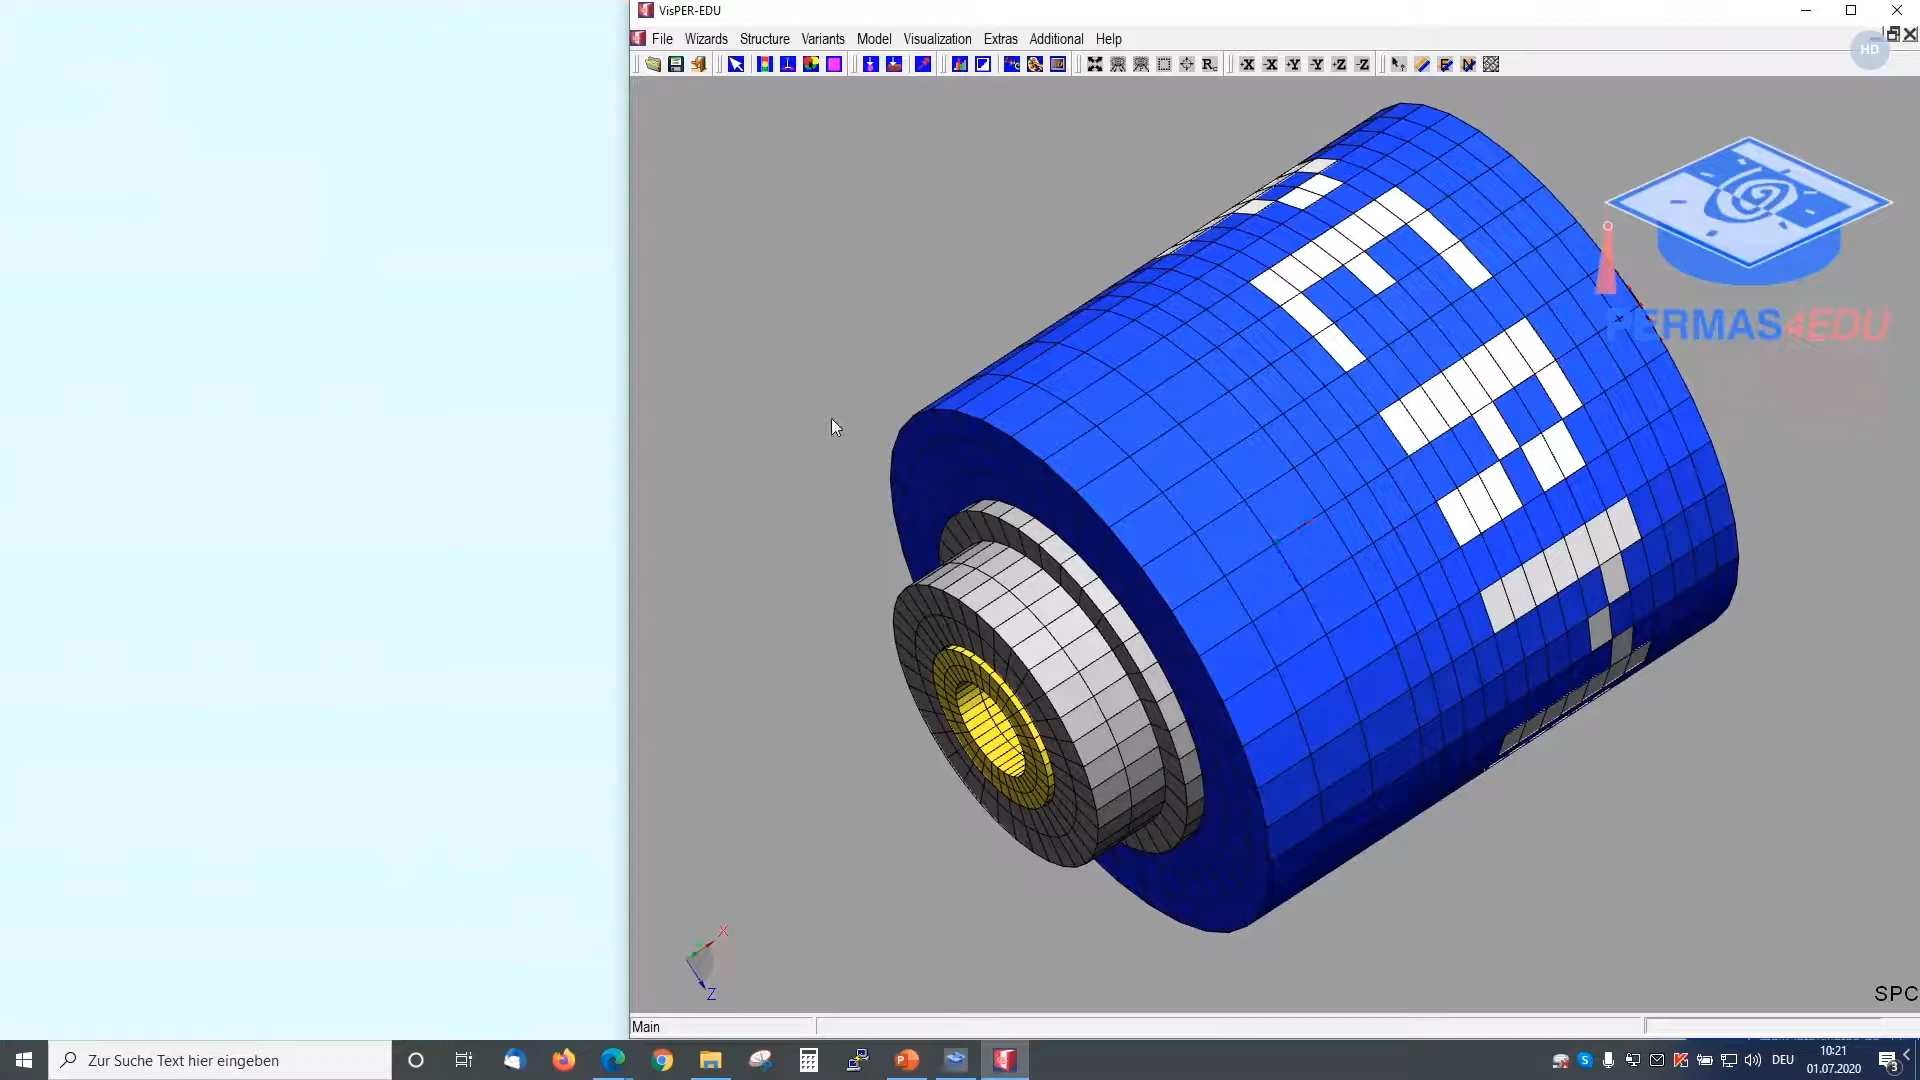 VisPER-EDU
File Wizards Structure Variants Model Visualization Extras Additional Help
HD
R
X X Y Y Z Z
PERMAS4EDU
X
Z
SPC
Main
Zur Suche Text hier eingeben
DEU
10:21
01.07.2020
3